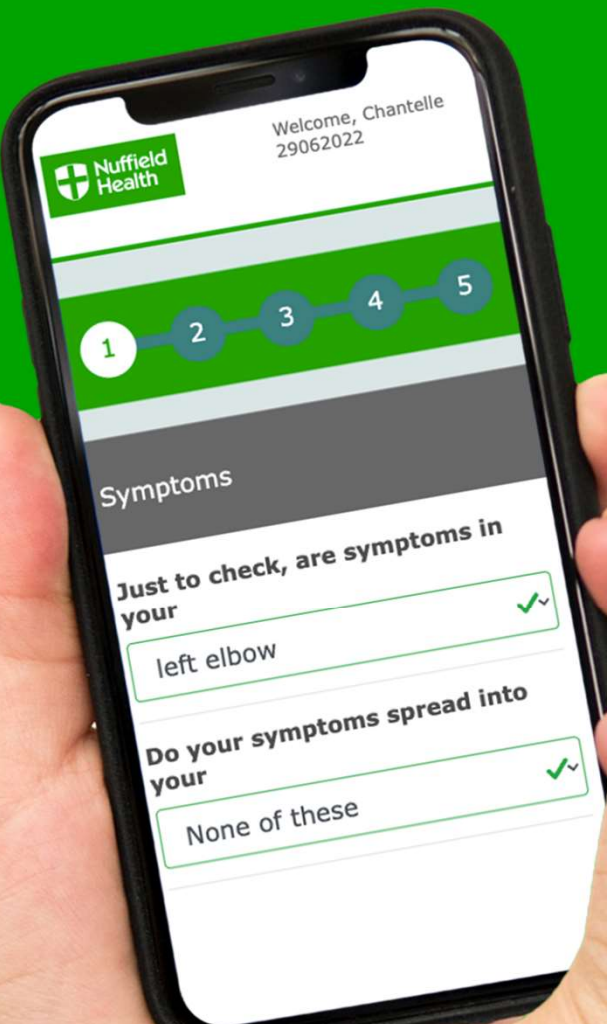 Nuffield
Health
Welcome, Chantelle
29062022
1 2 3 4 5
Symptoms
Just to check, are symptoms in
your
left elbow
Do your symptoms spread into
your
None of these